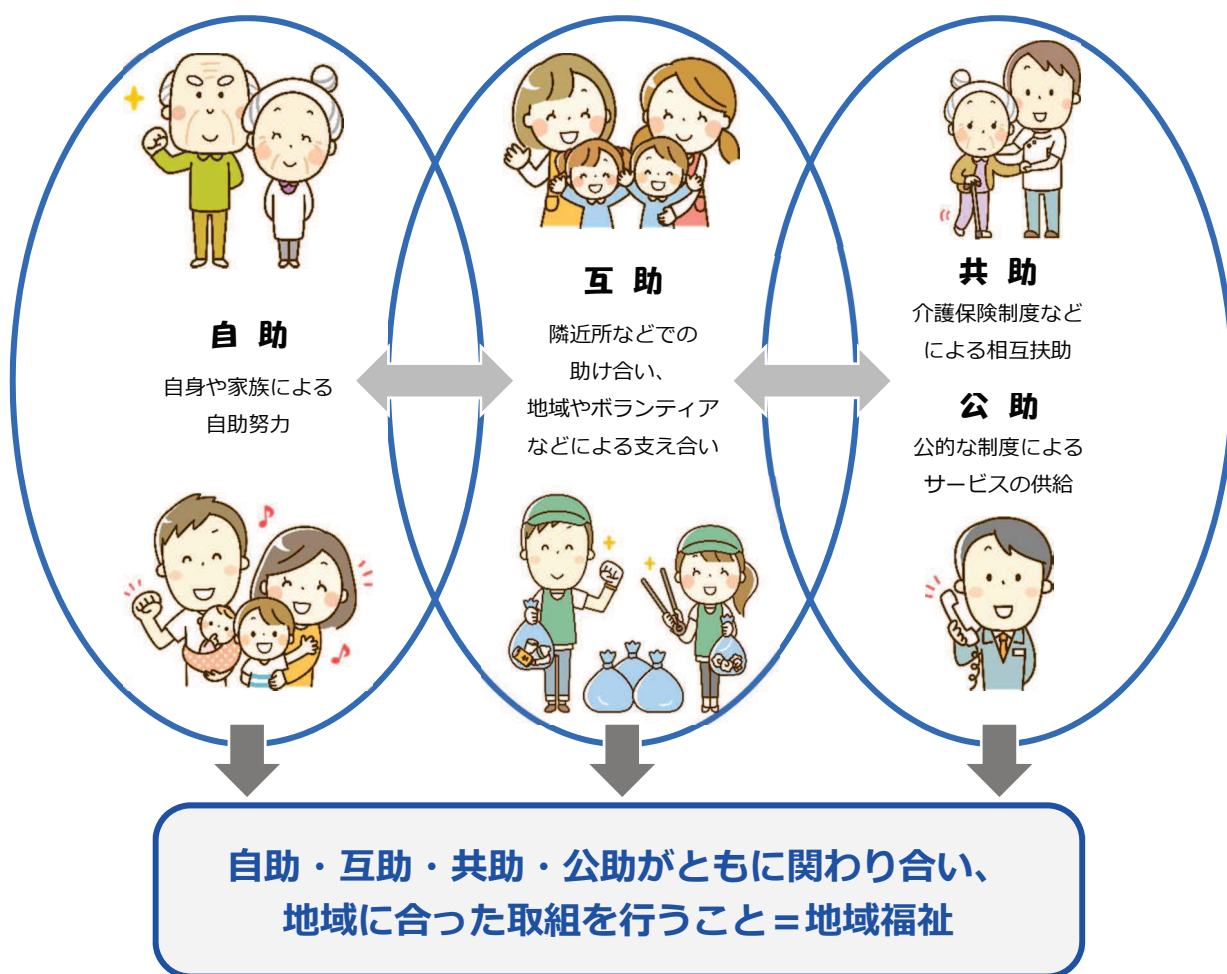 自助
自身や家族による
自助努力
互助
隣近所などでの
助け合い、
地域やボランティア
などによる支え合い
共助
介護保険制度など
による相互扶助
公助
公的な制度による
サービスの供給
自助・互助・共助・公助がともに関わり合い、
地域に合った取組を行うこと＝地域福祉